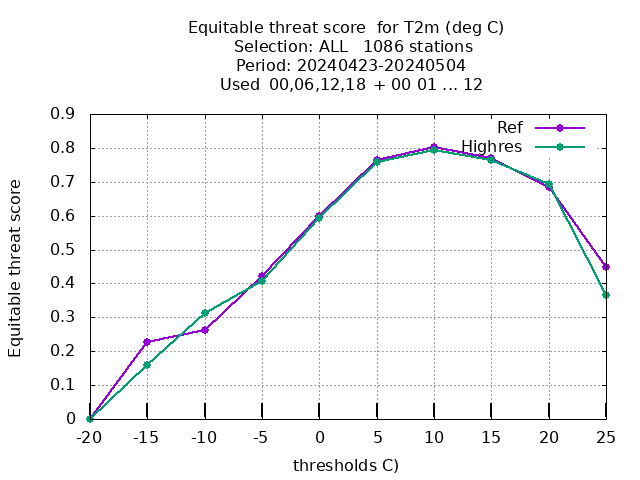 Equitable threat score  for T2m (deg C)
Selection: ALL   1086 stations
Period: 20240423-20240504
Used  00,06,12,18  + 00 01 ... 12
Ref
Highres
Equitable threat score
0.9
0.8
0.7
0.6
0.5
0.4
0.3
0.2
0.1
0
-20 -15 -10 -5 0 5 10 15 20 25
thresholds C)